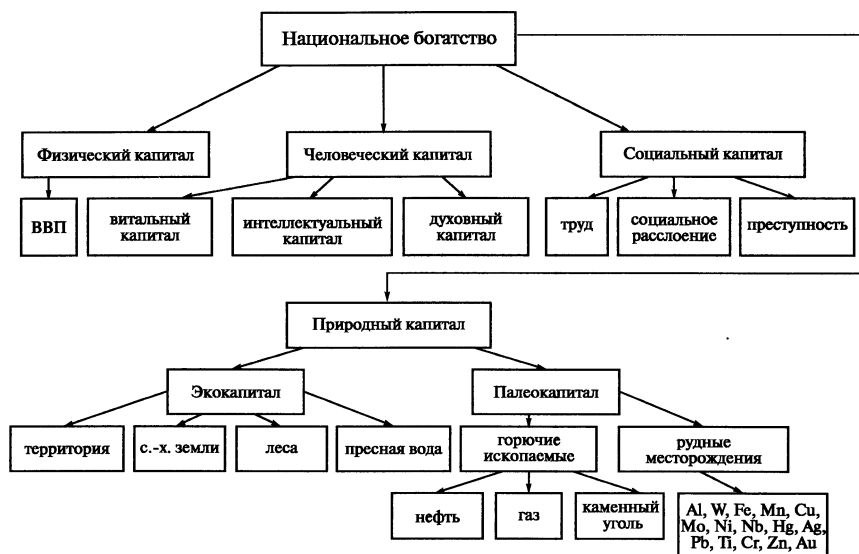 Национальное богатство
Физический капитал
Человеческий капитал
Социальный капитал
ВВП
витальный
капитал
интеллектуальный
капитал
духовный
капитал
труд
социальное
расслоение
преступность
Природный капитал
Экокапитал
Палеокапитал
территория
с.-х. земли
леса
пресная вода
горючие
ископаемые
рудные
месторождения
нефть
газ
каменный
уголь
Al, W, Fe, Mn, Cu,
Mo, Ni, Nb, Hg, Ag,
Pb, Ti, Cr, Zn, Au